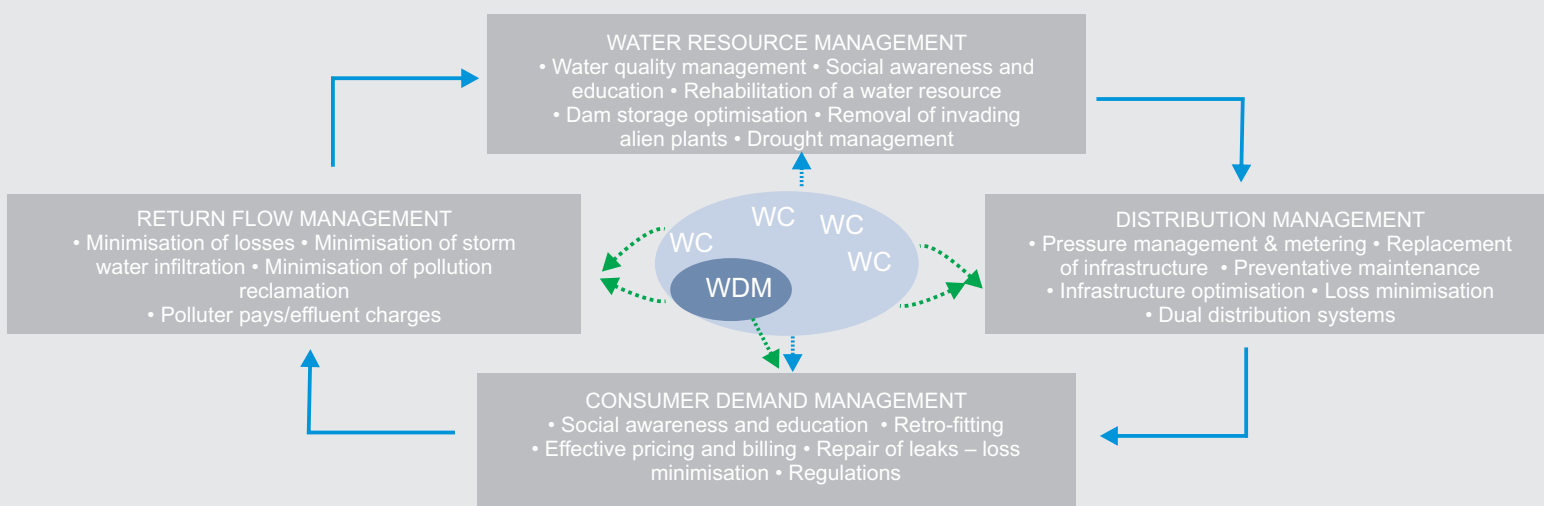 WATER RESOURCE MANAGEMENT
• Water quality management • Social awareness and
education • Rehabilitation of a water resource
• Dam storage optimisation • Removal of invading
alien plants • Drought management
RETURN FLOW MANAGEMENT
• Minimisation of losses • Minimisation of storm
water infiltration • Minimisation of pollution
reclamation
• Polluter pays/effluent charges
WC
WC
WC
WC
WDM
DISTRIBUTION MANAGEMENT
• Pressure management & metering • Replacement
of infrastructure • Preventative maintenance
• Infrastructure optimisation • Loss minimisation
• Dual distribution systems
CONSUMER DEMAND MANAGEMENT
• Social awareness and education • Retro-fitting
• Effective pricing and billing • Repair of leaks – loss
minimisation • Regulations